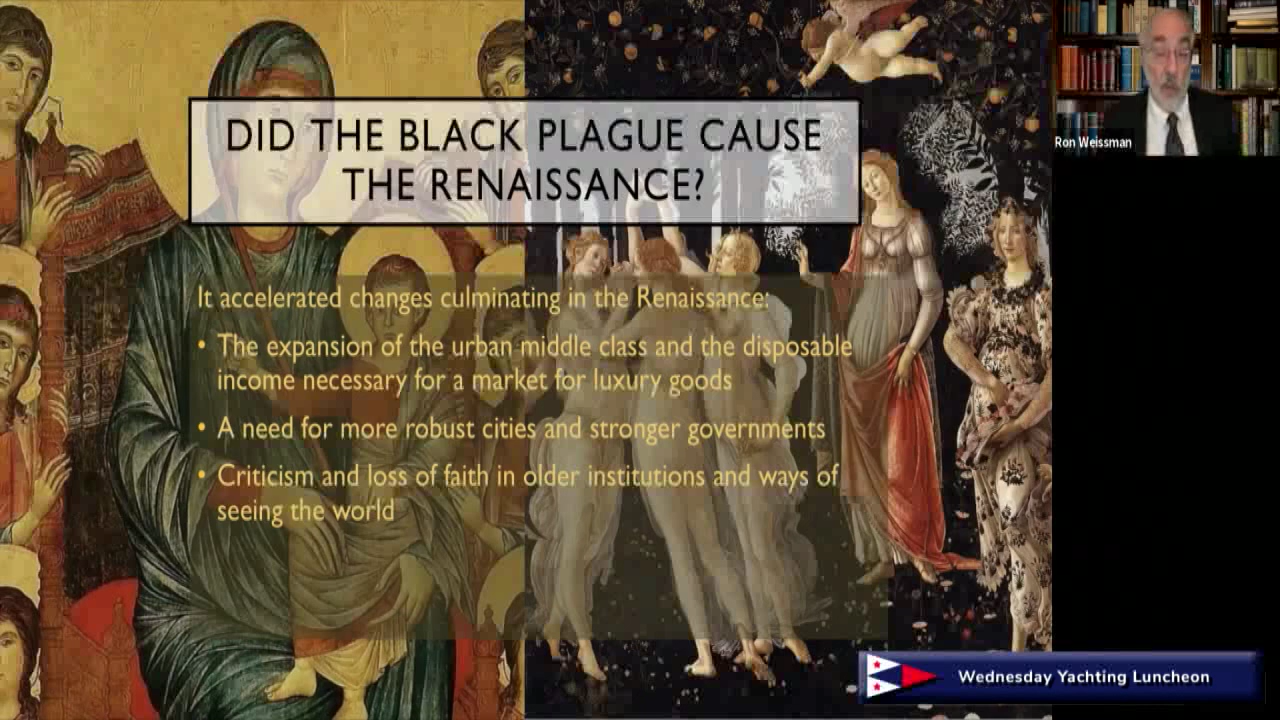 DID THE BLACK PLAGUE CAUSE
THE RENAISSANCE?
Ron Weissman
It accelerated changes culminating in the Renaissance:
• The expansion of the urban middle class and the disposable
income necessary for a market for luxury goods
• A need for more robust cities and stronger governments
• Criticism and loss of faith in older institutions and ways of
seeing the world
Wednesday Yachting Luncheon